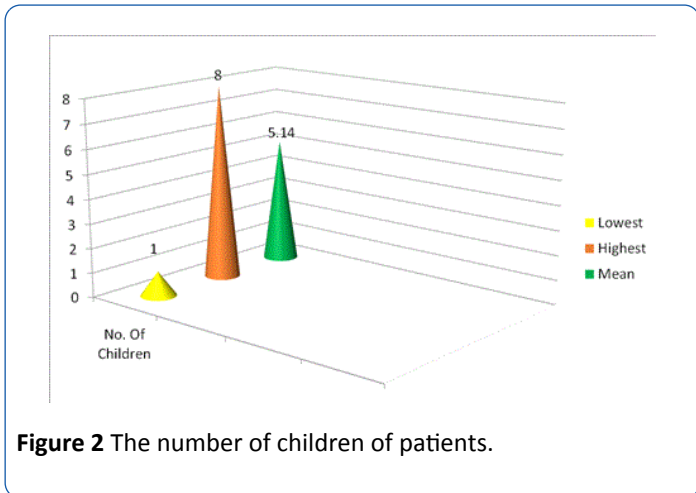 8
8
7
6
5
4
3
2
1
0
5.14
1
No. Of
Children
Lowest
Highest
Mean
Figure 2 The number of children of patients.